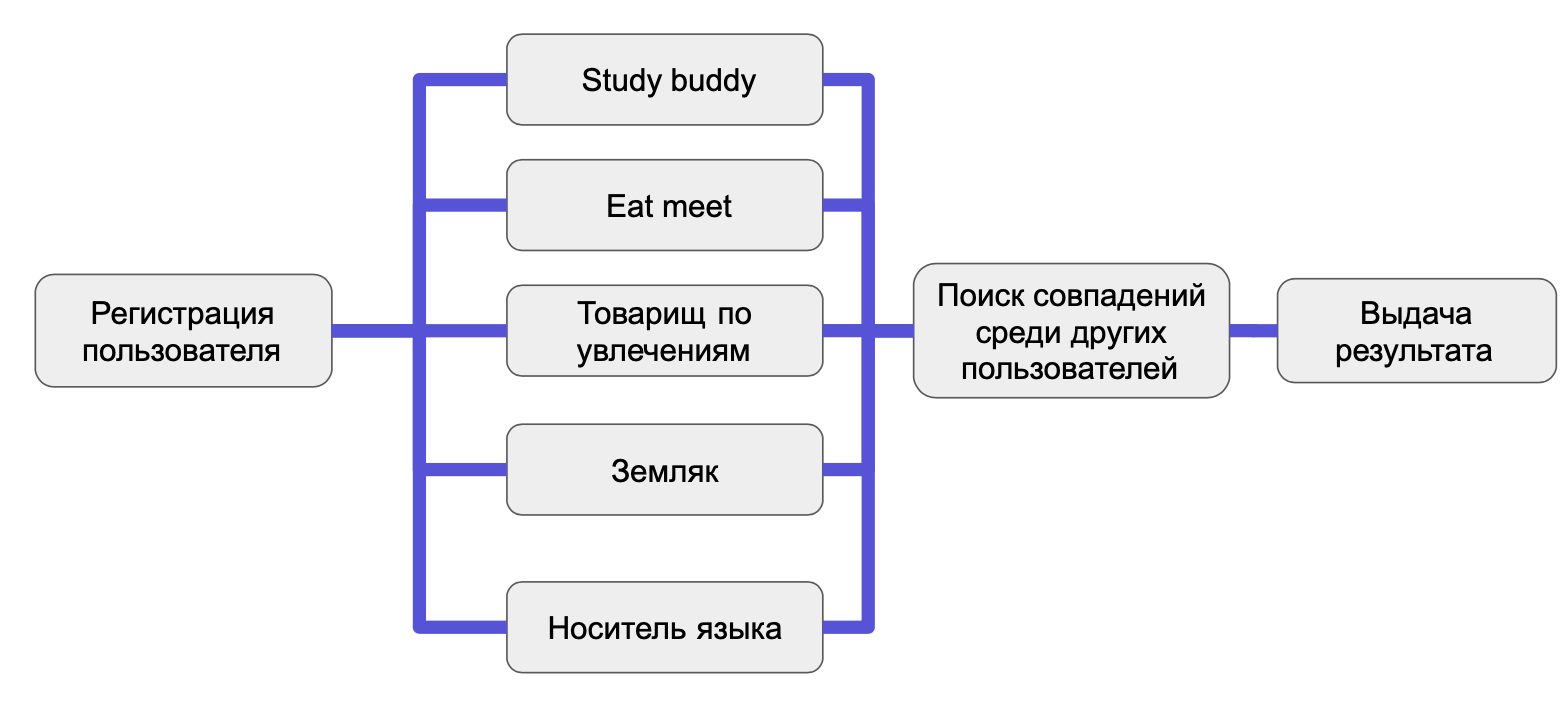 Регистрация
пользователя
Study buddy
Eat meet
Товарищ по
увлечениям
Земляк
Носитель языка
Поиск совпадений
среди других
пользователей
Выдача
результата